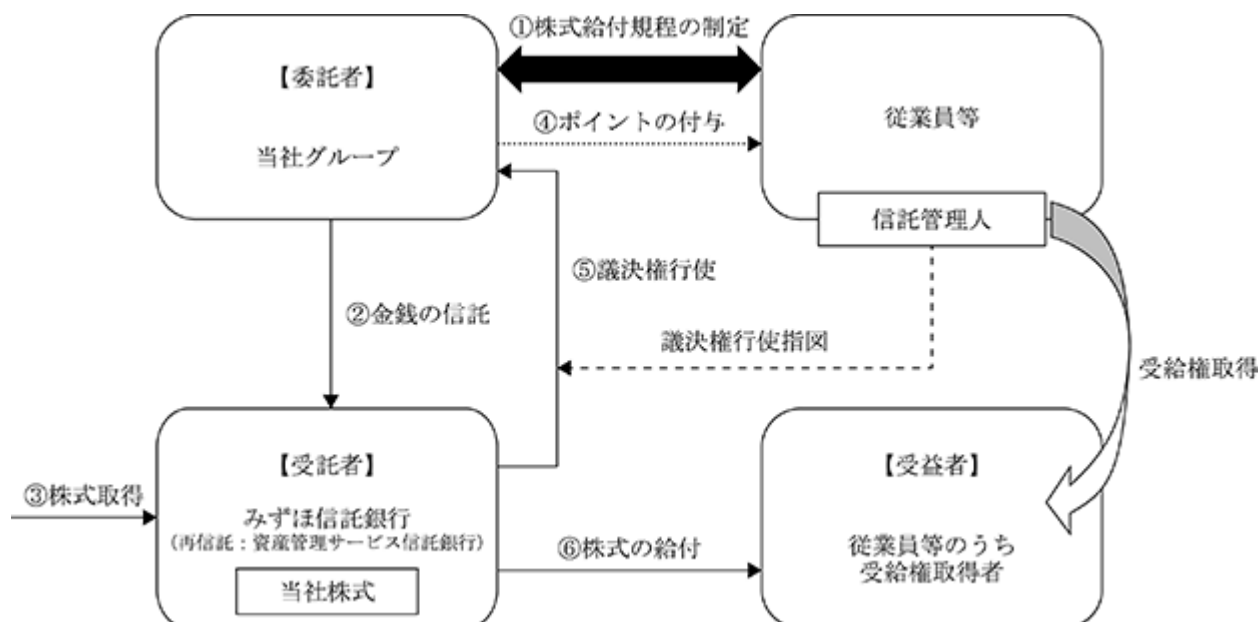 ①株式給付規程の制定
【委託者】
当社グループ
④ポイントの付与
従業員等
信託管理人
⑤議決権行使
②金銭の信託
議決権行使指図
受給権取得
【受託者】
③株式取得
みずほ信託銀行
(再信託：資産管理サービス信託銀行)
当社株式
⑥株式の給付
【受益者】
従業員等のうち
受給権取得者